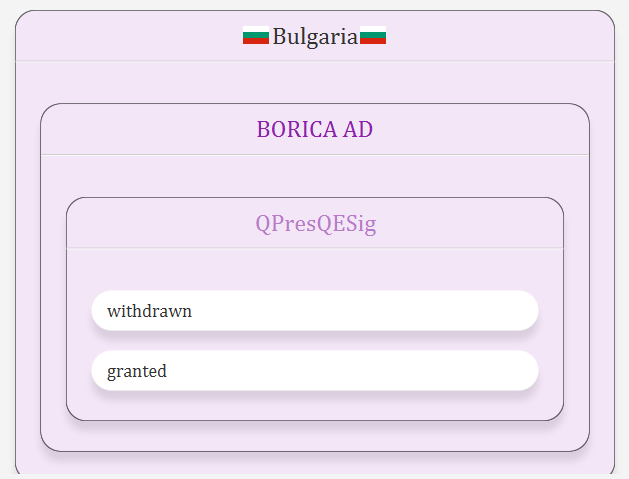 Bulgaria
BORICA AD
QPresQESig
withdrawn
granted